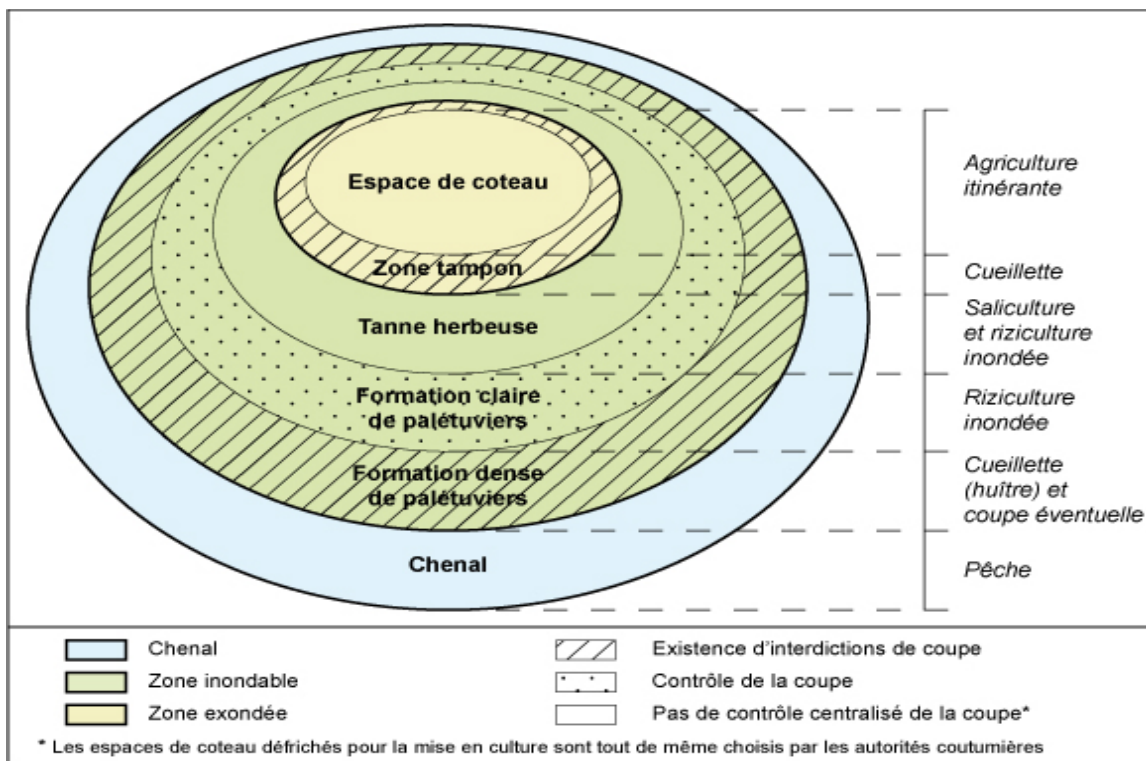 Espace de coteau
Zone tampon
Tanne herbeuse
Formation claire
de palétuviers
Formation dense
de palétuviers
Chenal
Agriculture
itinérante
Cueillette
Saliculture
et riziculture
inondée
Riziculture
inondée
Cueillette
(huître) et
coupe éventuelle
Pêche
Chenal
Zone inondable
Zone exondée
Existence d'interdictions de coupe
Contrôle de la coupe
Pas de contrôle centralisé de la coupe*
* Les espaces de coteau défrichés pour la mise en culture sont tout de même choisis par les autorités coutumières